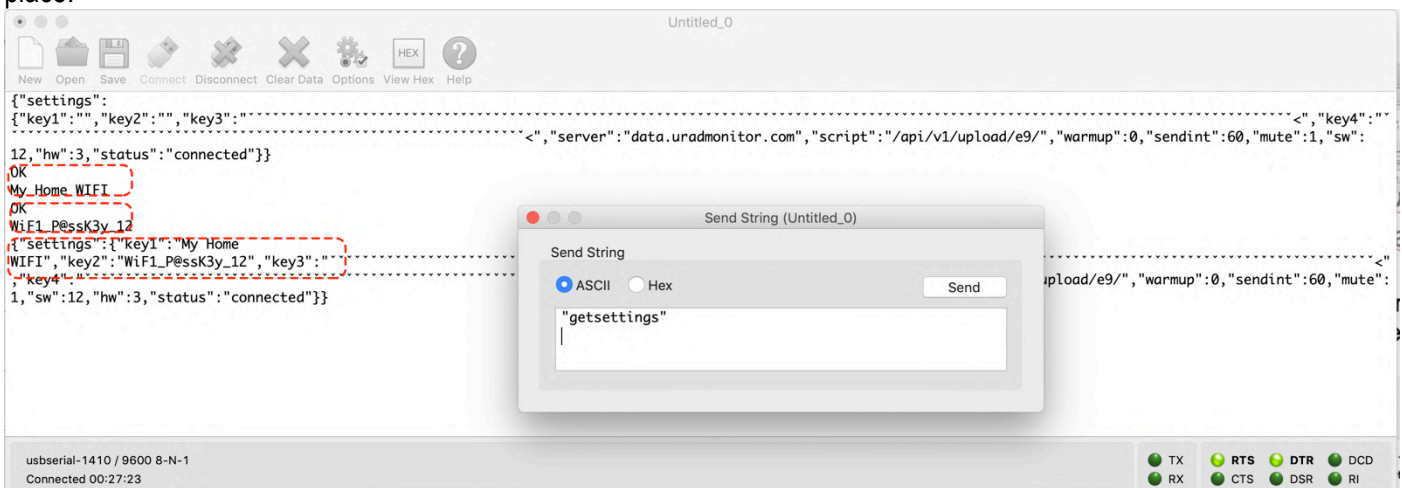 place.
Untitled_0
New Open Save Connect Disconnect Clear Data Options View Hex Help
HEX
?
{"settings":
{"key1":"","key2":"","key3":"
<","key4":"
<","server":"data.uradmonitor.com","script":"/api/v1/upload/e9/","warmup":0,"sendint":60,"mute":1,"sw":
12,"hw":3,"status":"connected"}}
OK
My Home WIFI
OK
WiF1_P@ssK3y_12
{"settings":{"key1":"My Home
WIFI","key2":"WiF1_P@ssK3y_12","key3":"
<"
,"key4":"
upload/e9/","warmup":0,"sendint":60,"mute":
1,"sw":12,"hw":3,"status":"connected"}}
Send String (Untitled_0)
Send String
ASCII Hex Send
"getsettings"
usbserial-1410 / 9600 8-N-1
Connected 00:27:23
TX RTS DTR DCD
RX CTS DSR RI